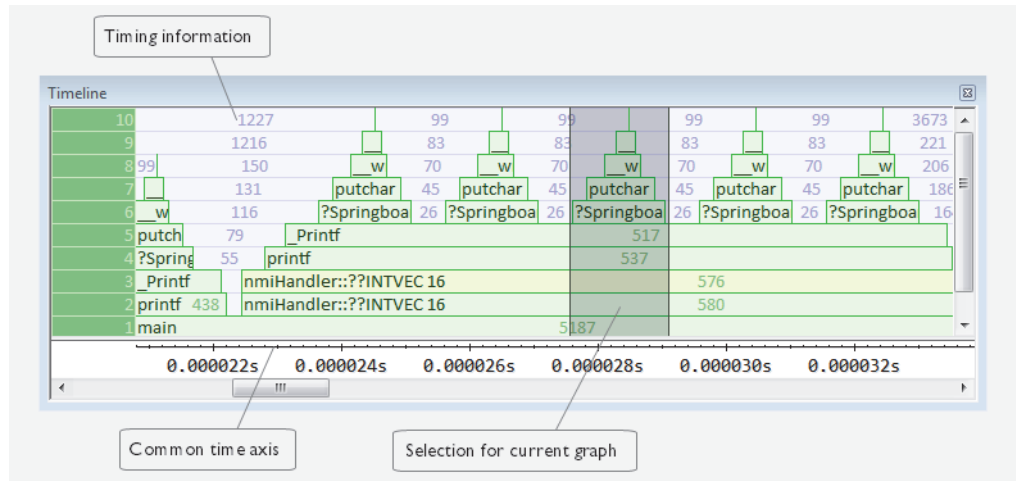 Timing information
Timeline
10 1227 99 99 99 99 3673
9 1216 83 83 83 83 221
8 99 150 __w 70 __w 70 __w 70 __w 70 __w 206
7 131 putchar 45 putchar 45 putchar 45 putchar 45 putchar 186
6 __w 116 ?Springboa 26 ?Springboa 26 ?Springboa 26 ?Springboa 26 ?Springboa 16
5 putch 79 _Printf 517
4 ?Spring 55 printf 537
3 _Printf nmiHandler::??INTVEC 16 576
2 printf 438 nmiHandler::??INTVEC 16 580
1 main 5187
0.000022s 0.000024s 0.000026s 0.000028s 0.000030s 0.000032s
Common time axis
Selection for current graph